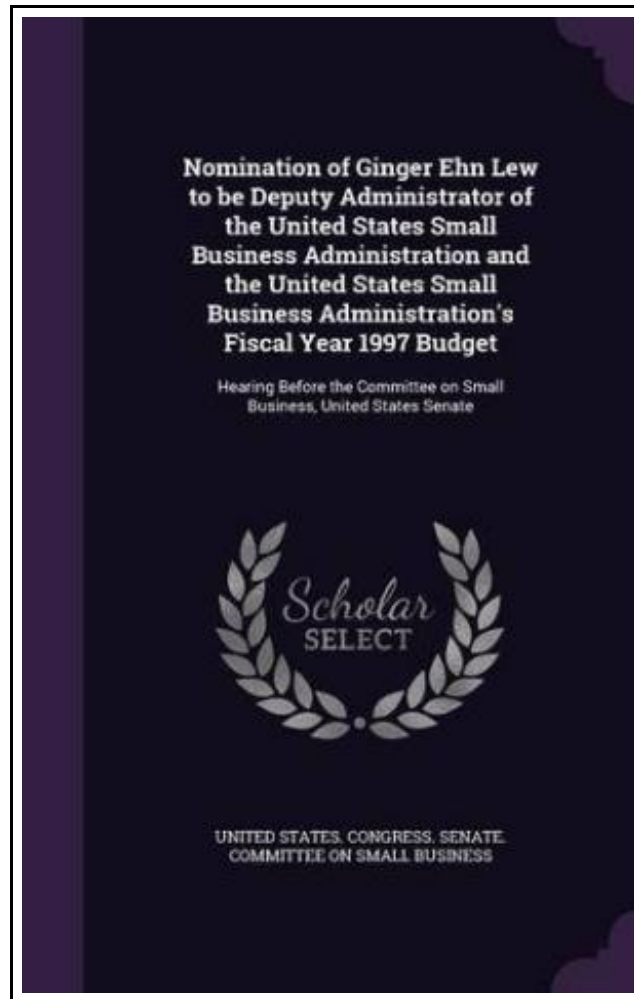 Nomination of Ginger Ehn Lew
to be Deputy Administrator of
the United States Small
Business Administration and
the United States Small
Business Administration's
Fiscal Year 1997 Budget
Hearing Before the Committee on Small
Business, United States Senate
Scholar
SELECT
UNITED STATES. CONGRESS. SENATE.
COMMITTEE ON SMALL BUSINESS